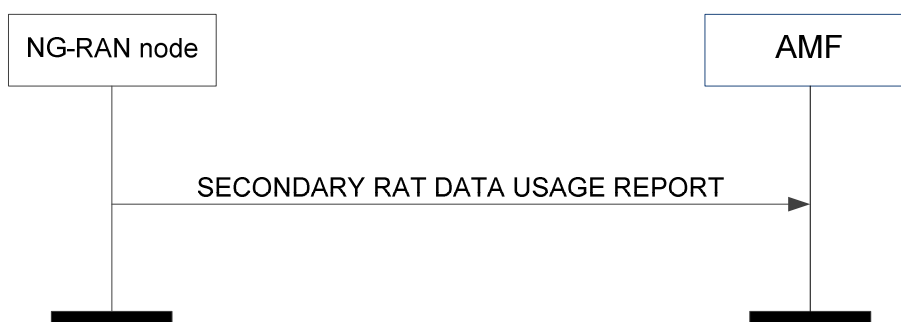 NG-RAN node
AMF
SECONDARY RAT DATA USAGE REPORT